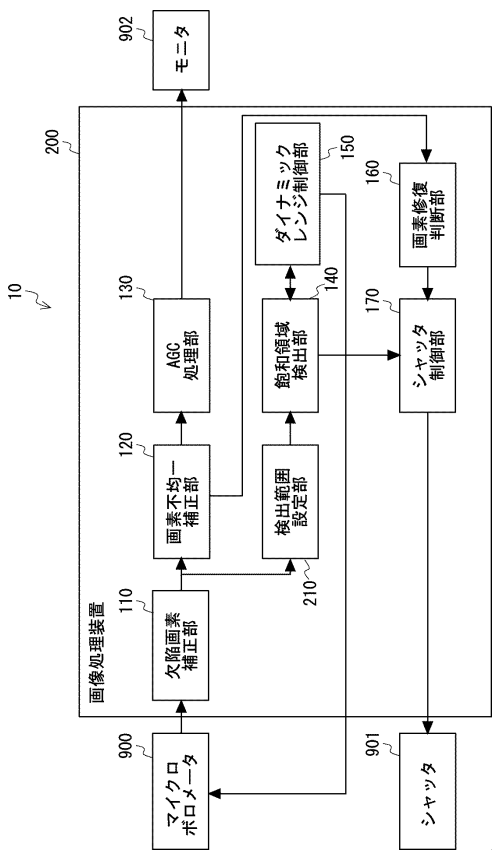 10
200
画像処理装置
900
マイクロ
ボロメータ
110
欠陥画素
補正部
120
画素不均一
補正部
130
AGC
処理部
902
モニタ
210
検出範囲
設定部
140
飽和領域
検出部
150
ダイナミック
レンジ制御部
901
シャッタ
170
シャッタ
制御部
160
画素修復
判断部